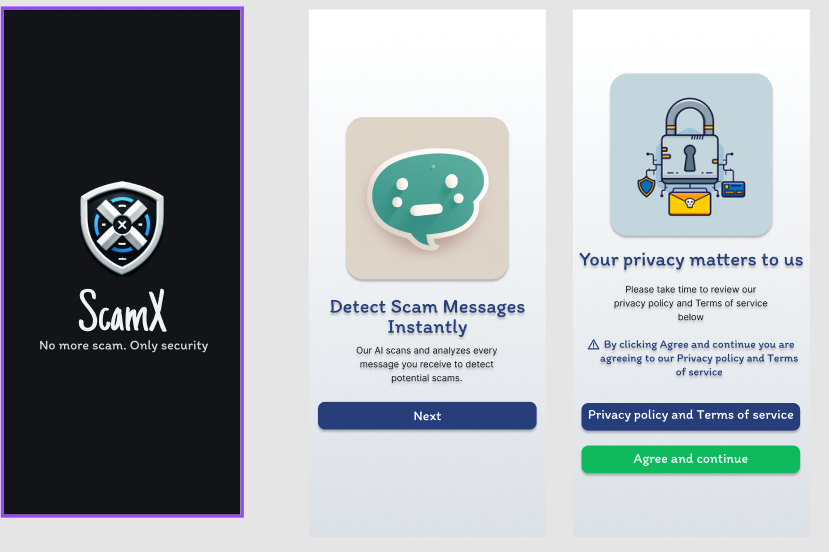 ScamX
No more scam. Only security
Detect Scam Messages
Instantly
Our AI scans and analyzes every
message you receive to detect
potential scams.
Next
Your privacy matters to us
Please take time to review our
privacy policy and Terms of service
below
⚠ By clicking Agree and continue you are
agreeing to our Privacy policy and Terms
of service
Privacy policy and Terms of service
Agree and continue